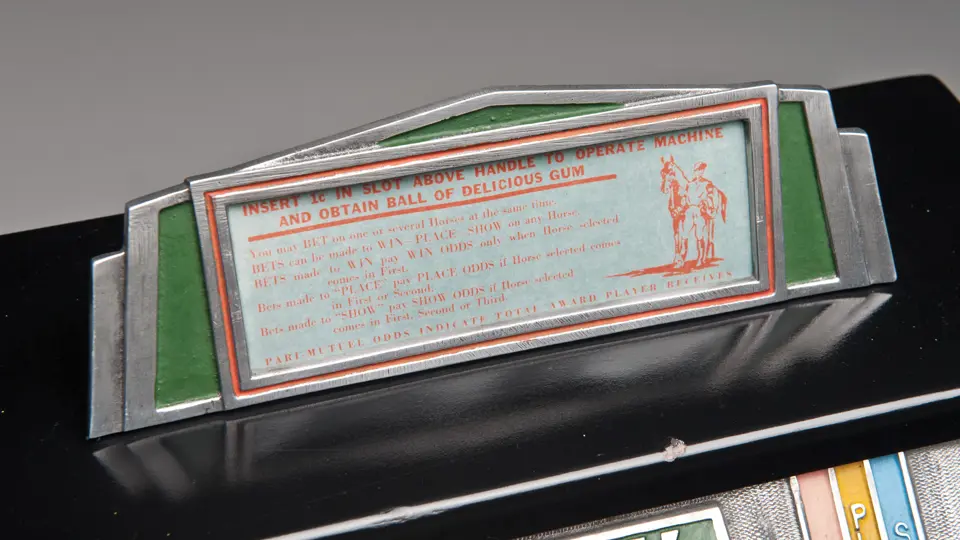 INSERT 1¢ IN SLOT ABOVE HANDLE TO OPERATE MACHINE
AND OBTAIN BALL OF DELICIOUS GUM
You may BET on one or several Horses at the same time.
BETS can be made to WIN—PLACE—SHOW on any Horse.
BETS made to WIN pay WIN ODDS only when Horse selected
comes in First.
Bets made to "PLACE" pay PLACE ODDS if Horse selected comes
in First or Second.
Bets made to "SHOW" pay SHOW ODDS if Horse selected
comes in First, Second or Third.
PARI-MUTUEL ODDS INDICATE TOTAL AWARD PLAYER RECEIVES